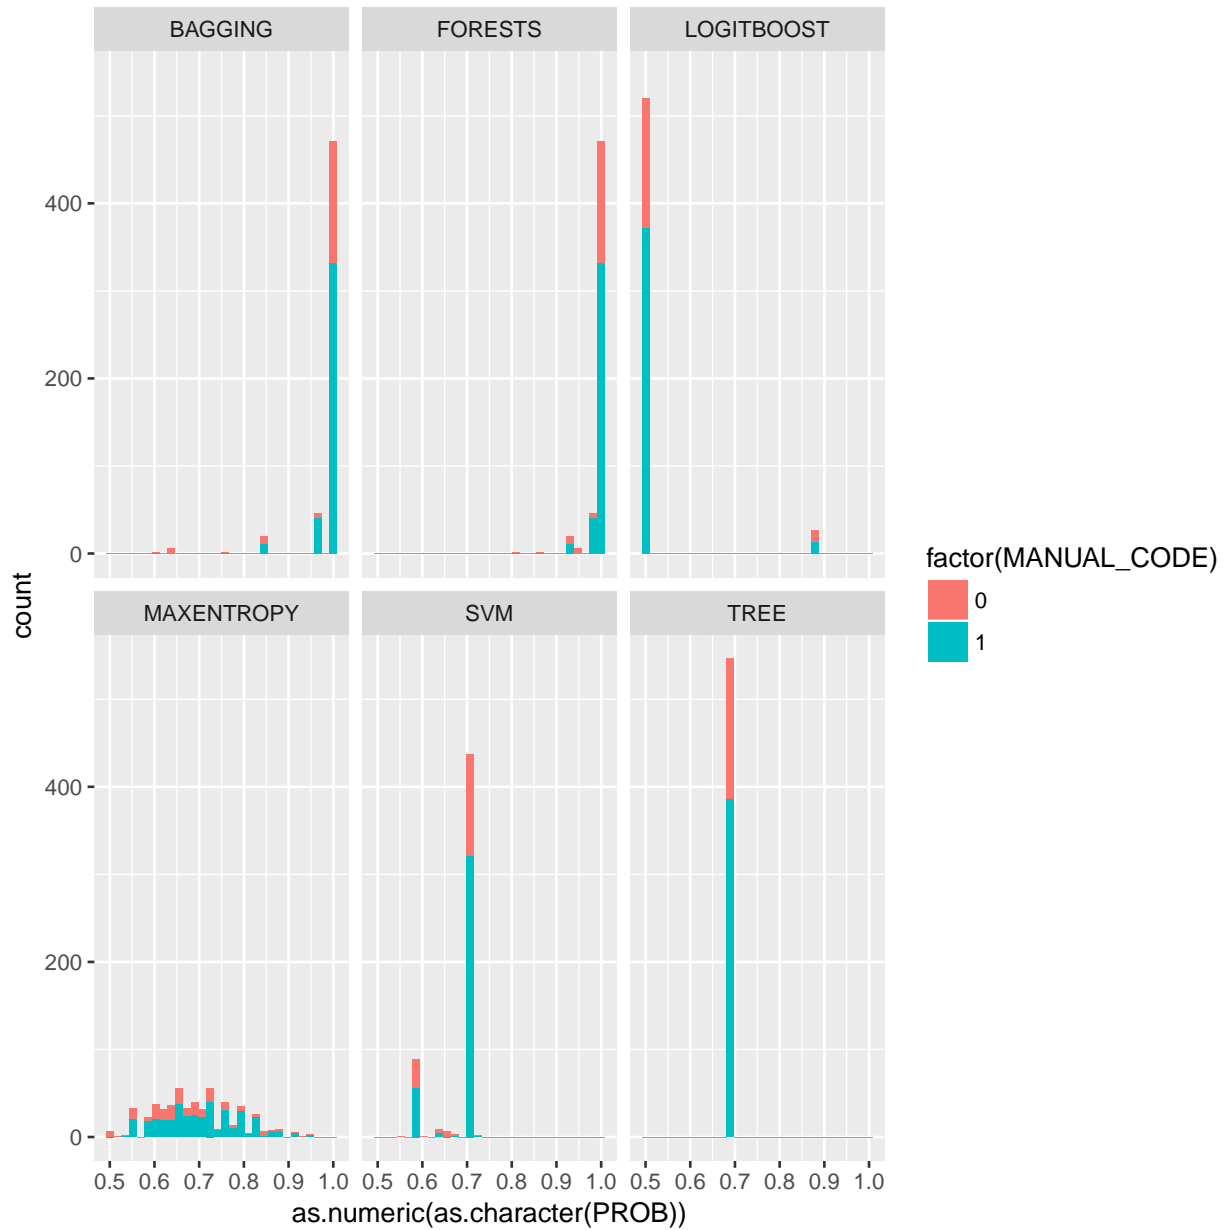 BAGGING FORESTS LOGITBOOST
400
200
0
count
MAXENTROPY SVM TREE
400
200
0
0.5 0.6 0.7 0.8 0.9 1.0 0.5 0.6 0.7 0.8 0.9 1.0 0.5 0.6 0.7 0.8 0.9 1.0
as.numeric(as.character(PROB))
factor(MANUAL_CODE)
0
1